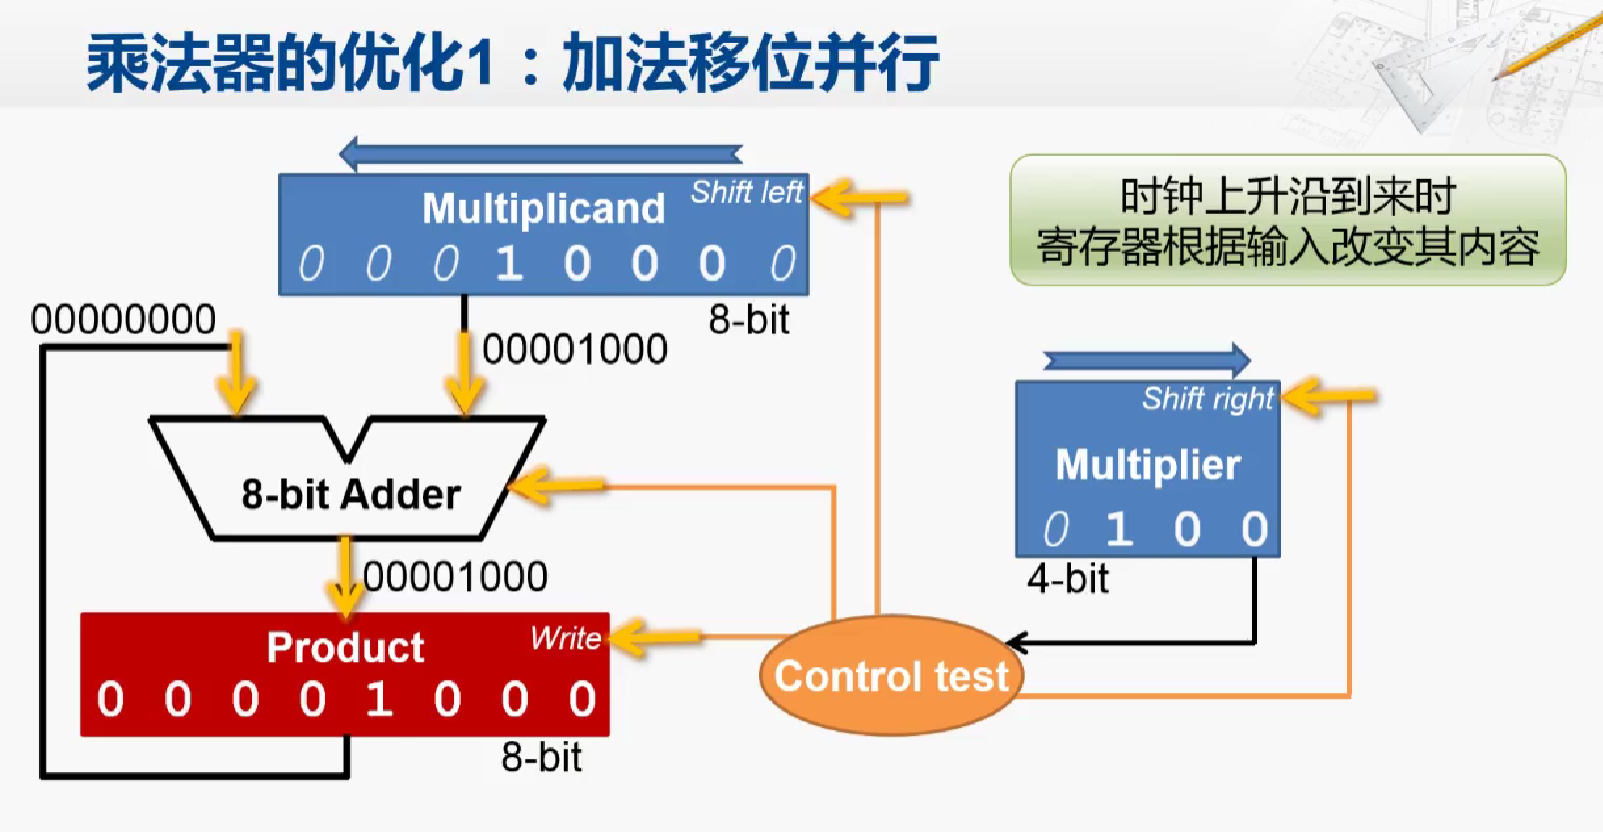 乘法器的优化1：加法移位并行
Shift left
Multiplicand
0 0 0 1 0 0 0 0
8-bit
时钟上升沿到来时
寄存器根据输入改变其内容
00000000
00001000
Shift right
Multiplier
0 1 0 0
4-bit
8-bit Adder
00001000
Product
Write
0 0 0 0 1 0 0 0
8-bit
Control test